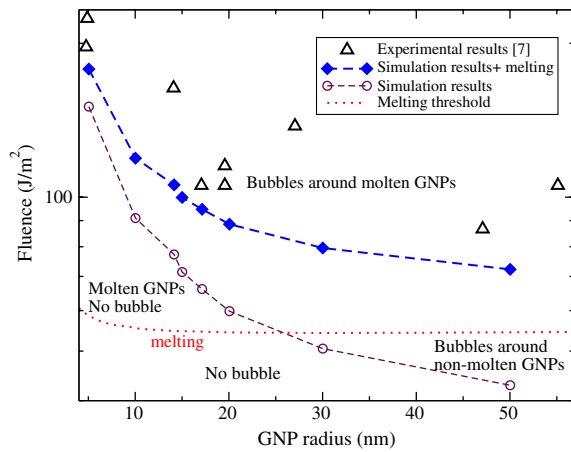 Experimental results [7]
Simulation results+ melting
Simulation results
Melting threshold
Fluence (J/m²)
100
Bubbles around molten GNPs
Molten GNPs
No bubble
melting
No bubble
Bubbles around
non-molten GNPs
10 20 30 40 50
GNP radius (nm)